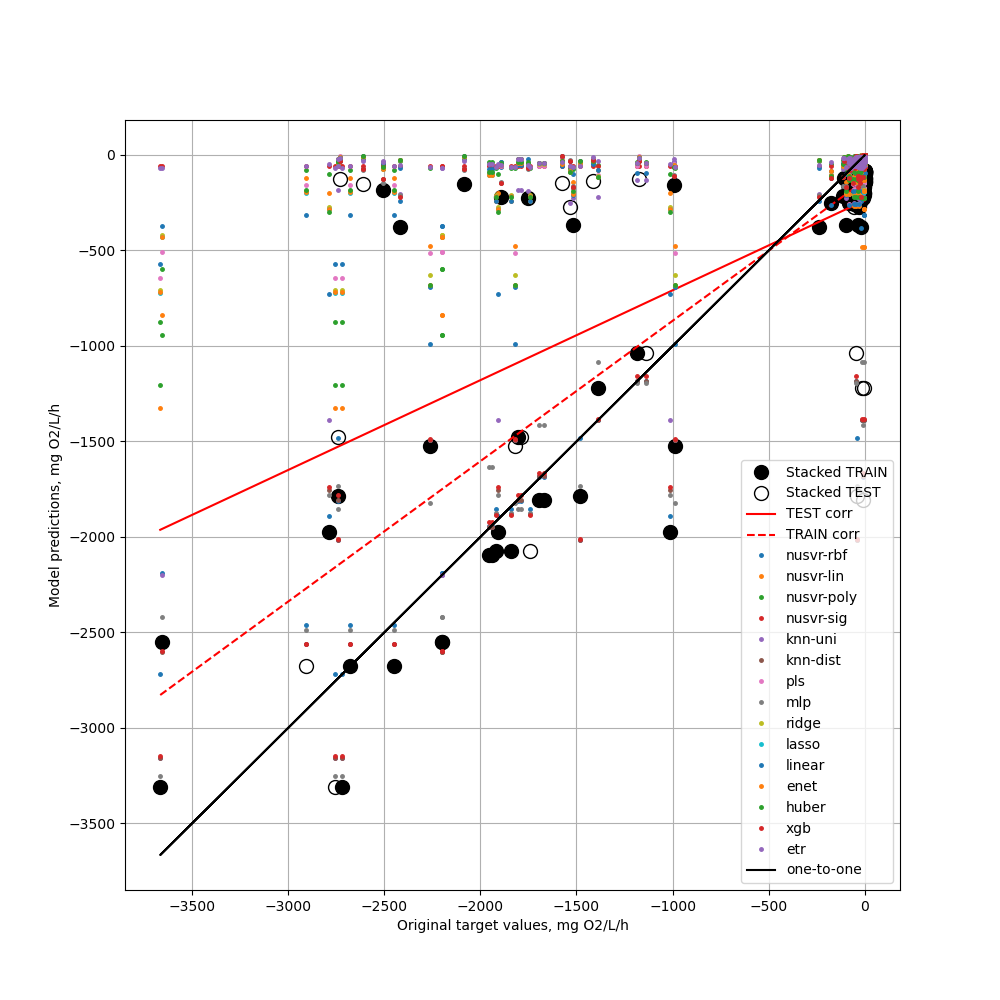 0
−500
−1000
−1500
−2000
−2500
−3000
−3500
Model predictions, mg O2/L/h
−3500
−3000
−2500
−2000
−1500
−1000
−500
0
Original target values, mg O2/L/h
Stacked TRAIN
Stacked TEST
TEST corr
TRAIN corr
nusvr-rbf
nusvr-lin
nusvr-poly
nusvr-sig
knn-uni
knn-dist
pls
mlp
ridge
lasso
linear
enet
huber
xgb
etr
one-to-one